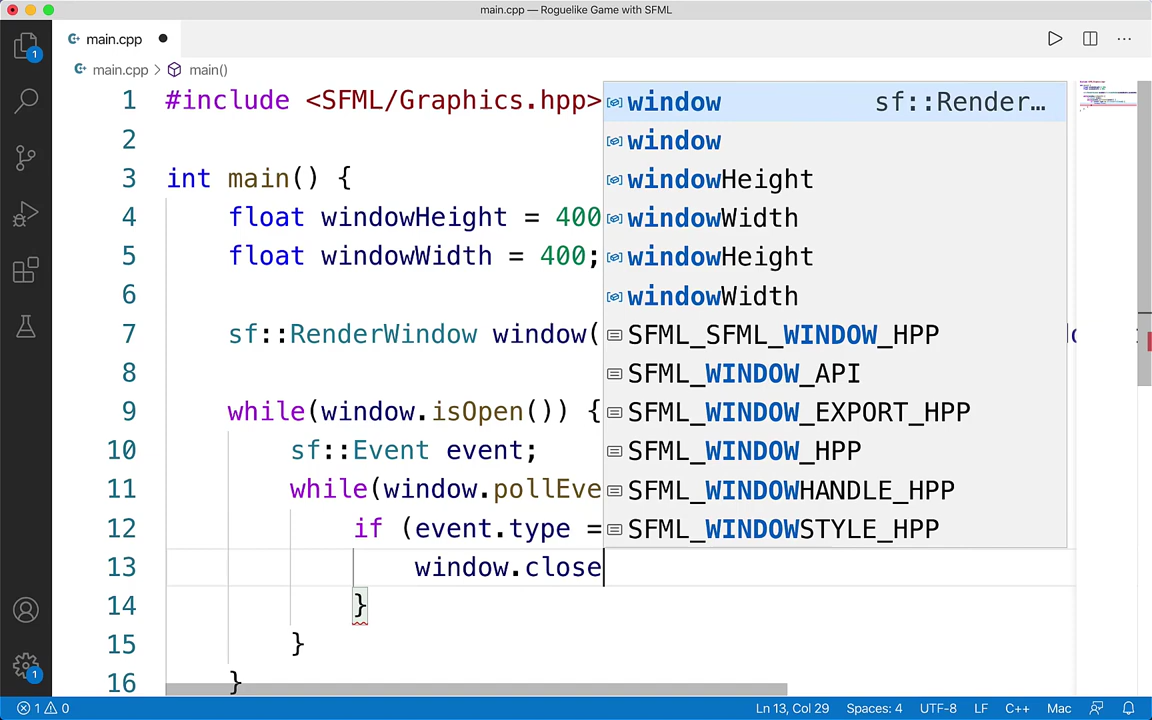 main.cpp — Roguelike Game with SFML
main.cpp
main.cpp > main()
1 #include <SFML/Graphics.hpp>
2
3 int main() {
4 float windowHeight = 400
5 float windowWidth = 400;
6
7 sf::RenderWindow window(
8
9 while(window.isOpen()) {
10 sf::Event event;
11 while(window.pollEve
12 if (event.type =
13 window.close
14 }
15 }
16 }
window sf::Render…
window
windowHeight
windowWidth
windowHeight
windowWidth
SFML_SFML_WINDOW_HPP
SFML_WINDOW_API
SFML_WINDOW_EXPORT_HPP
SFML_WINDOW_HPP
SFML_WINDOWHANDLE_HPP
SFML_WINDOWSTYLE_HPP
1
1
1 0 Ln 13, Col 29 Spaces: 4 UTF-8 LF C++ Mac